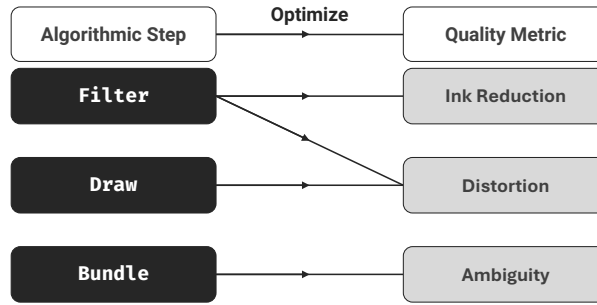 Optimize
Algorithmic Step
Quality Metric
Filter
Ink Reduction
Draw
Distortion
Bundle
Ambiguity